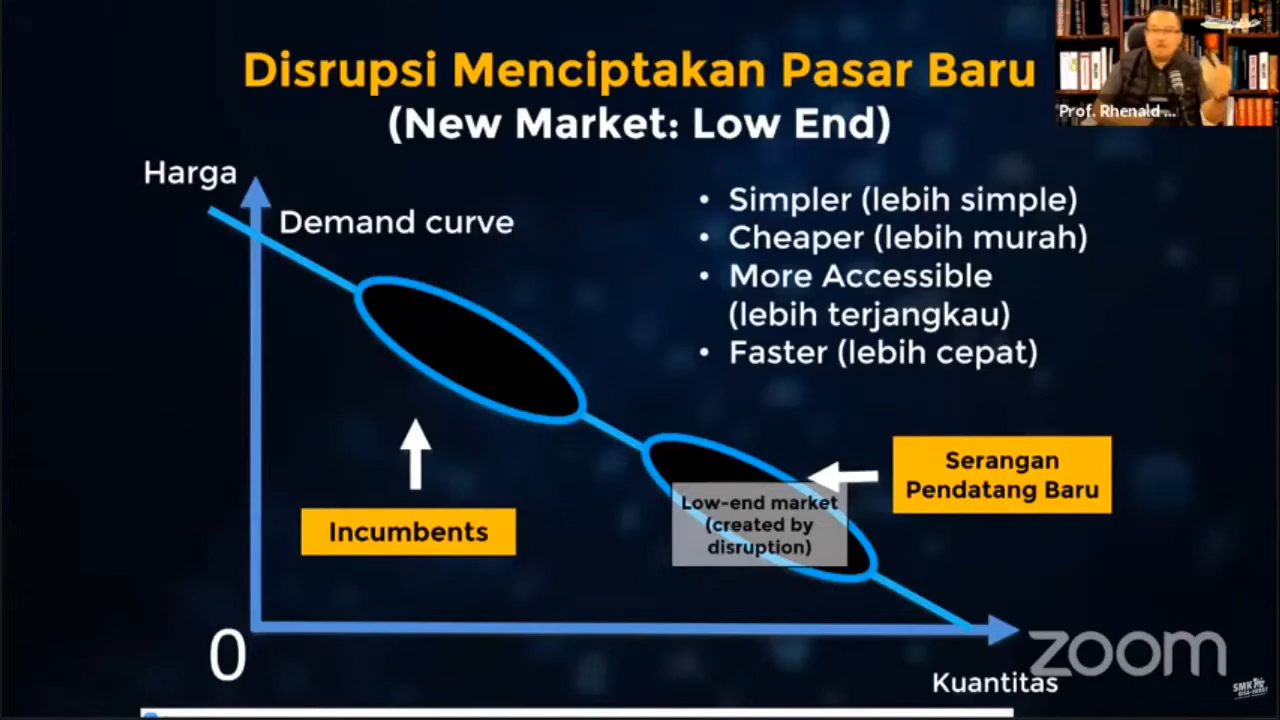 Disrupsi Menciptakan Pasar Baru
(New Market: Low End)
Prof. Rhenald ...
Harga
Demand curve
• Simpler (lebih simple)
• Cheaper (lebih murah)
• More Accessible
(lebih terjangkau)
• Faster (lebih cepat)
Serangan
Pendatang Baru
Low-end market
(created by
disruption)
Incumbents
0
zoom
Kuantitas
SMK